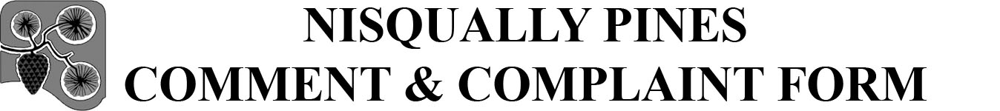 NISQUALLY PINES
COMMENT & COMPLAINT FORM